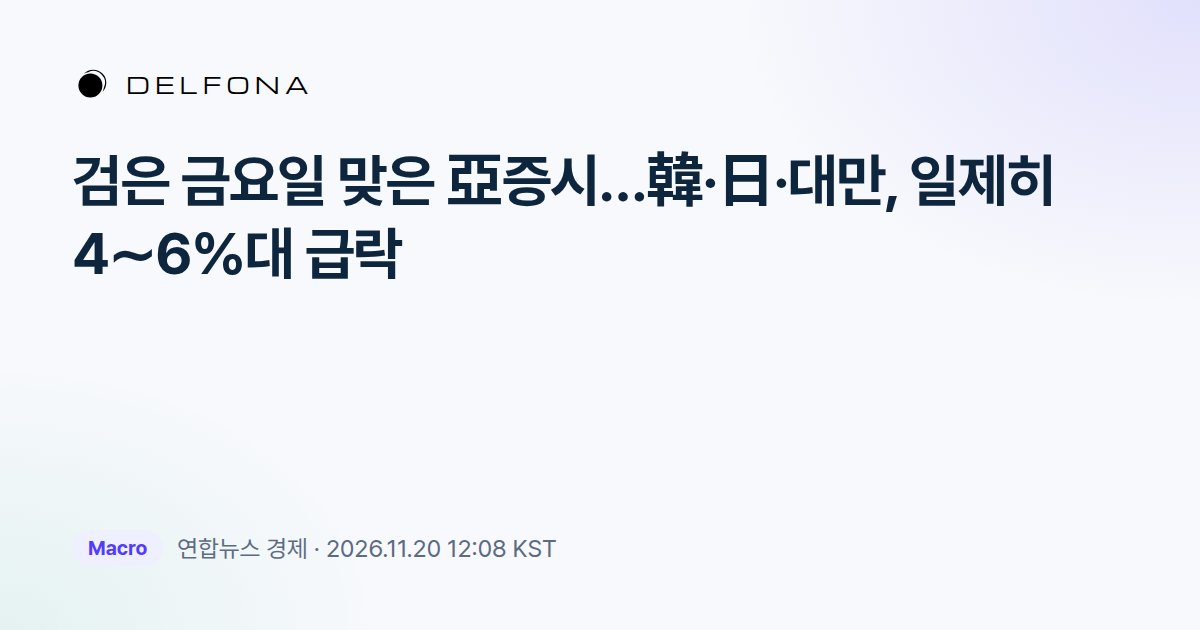 DELFONA
검은 금요일 맞은 亞증시…韓·日·대만, 일제히
4~6%대 급락
Macro 연합뉴스 경제 · 2026.11.20 12:08 KST